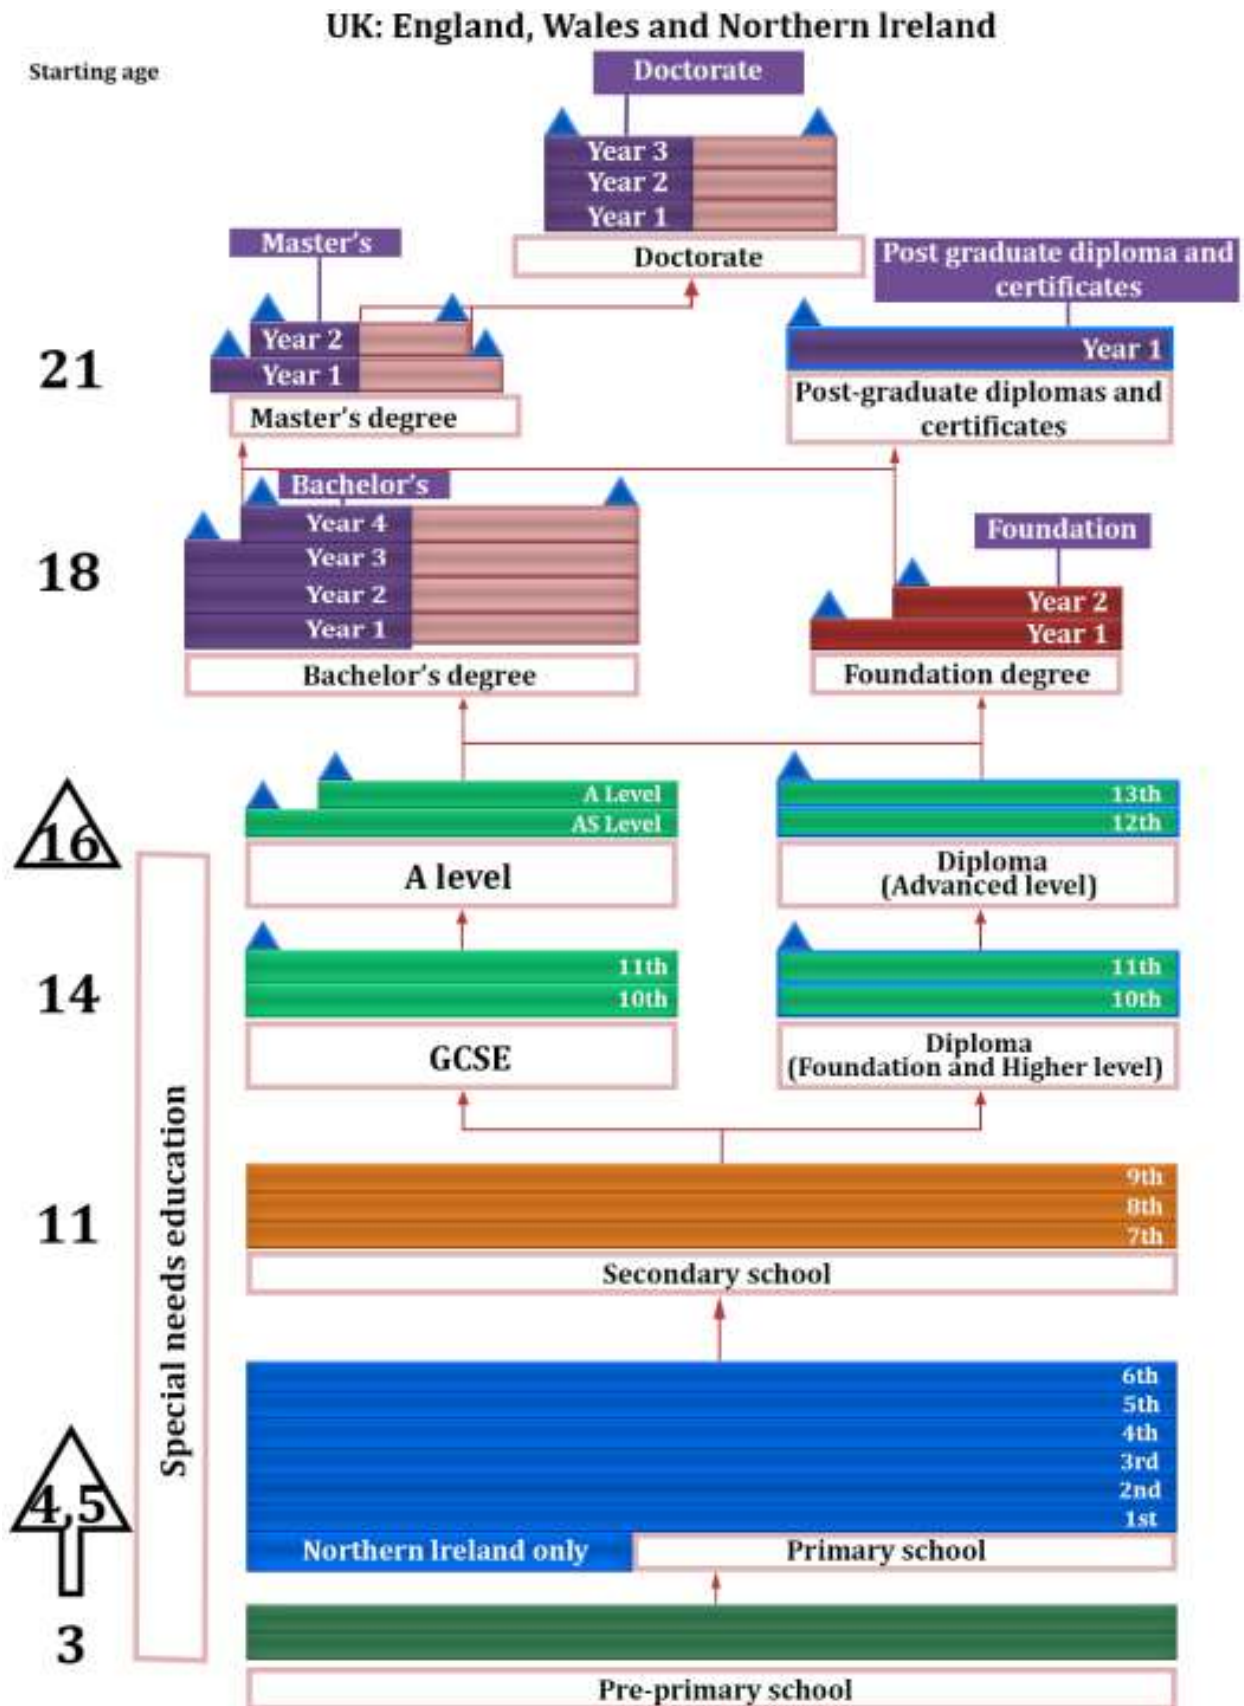 UK: England, Wales and Northern Ireland
Starting age
Doctorate
Year 3
Year 2
Year 1
Doctorate
Master's
Year 2
Year 1
Master's degree
Post graduate diploma and
certificates
Year 1
Post-graduate diplomas and
certificates
21
Bachelor's
Year 4
Year 3
Year 2
Year 1
Bachelor's degree
Foundation
Year 2
Year 1
Foundation degree
18
A Level
AS Level
A level
13th
12th
Diploma
(Advanced level)
16
11th
10th
GCSE
11th
10th
Diploma
(Foundation and Higher level)
14
9th
8th
7th
Secondary school
11
Special needs education
6th
5th
4th
3rd
2nd
1st
Northern Ireland only
Primary school
4,5
3
Pre-primary school